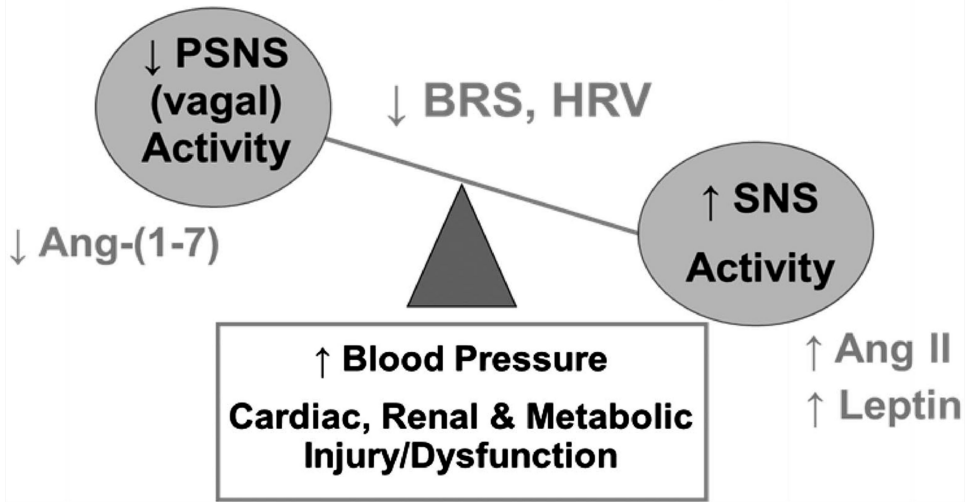 ↓ PSNS
(vagal)
Activity
↓ BRS, HRV
↑ SNS
Activity
↓ Ang-(1-7)
↑ Blood Pressure
Cardiac, Renal & Metabolic
Injury/Dysfunction
↑ Ang II
↑ Leptin